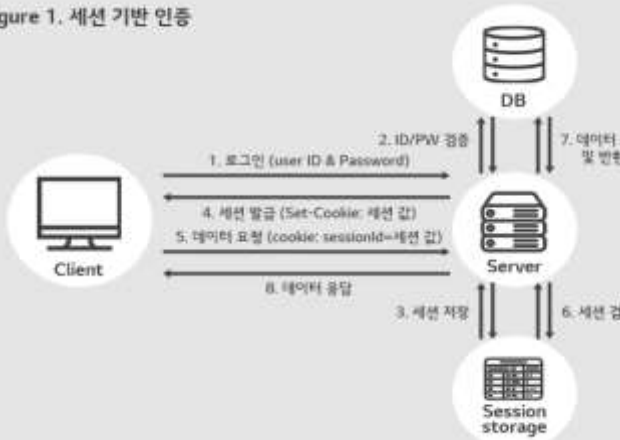 gure 1. 세션 기반 인증
DB
2. ID/PW 검증
7. 데이터
및 반환
1. 로그인 (user ID & Password)
4. 세션 발급 (Set-Cookie: 세션 값)
5. 데이터 요청 (cookie: sessionId=세션 값)
Client
Server
8. 데이터 응답
3. 세션 저장
6. 세션 검
Session
storage